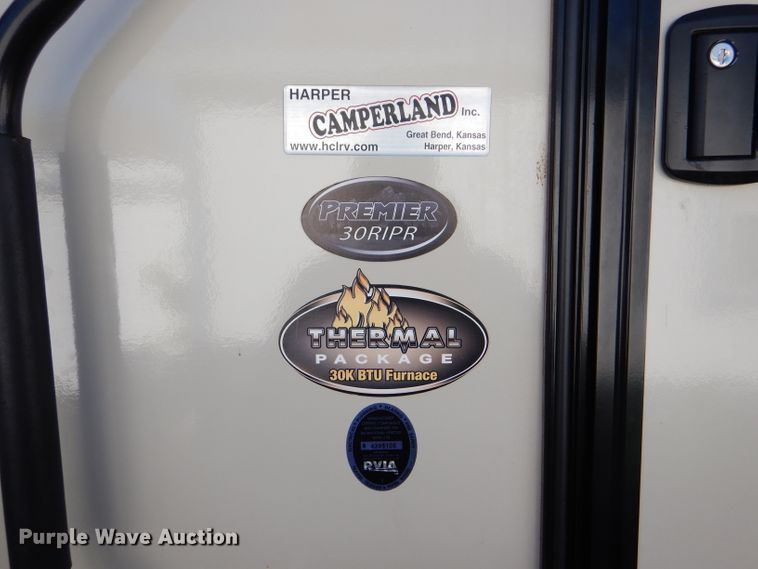 HARPER
CAMPERLAND Inc.
Great Bend, Kansas
www.hclrv.com Harper, Kansas
PREMIER
30RIPR
THERMAL
PACKAGE
30K BTU Furnace
RVIA
Purple Wave Auction